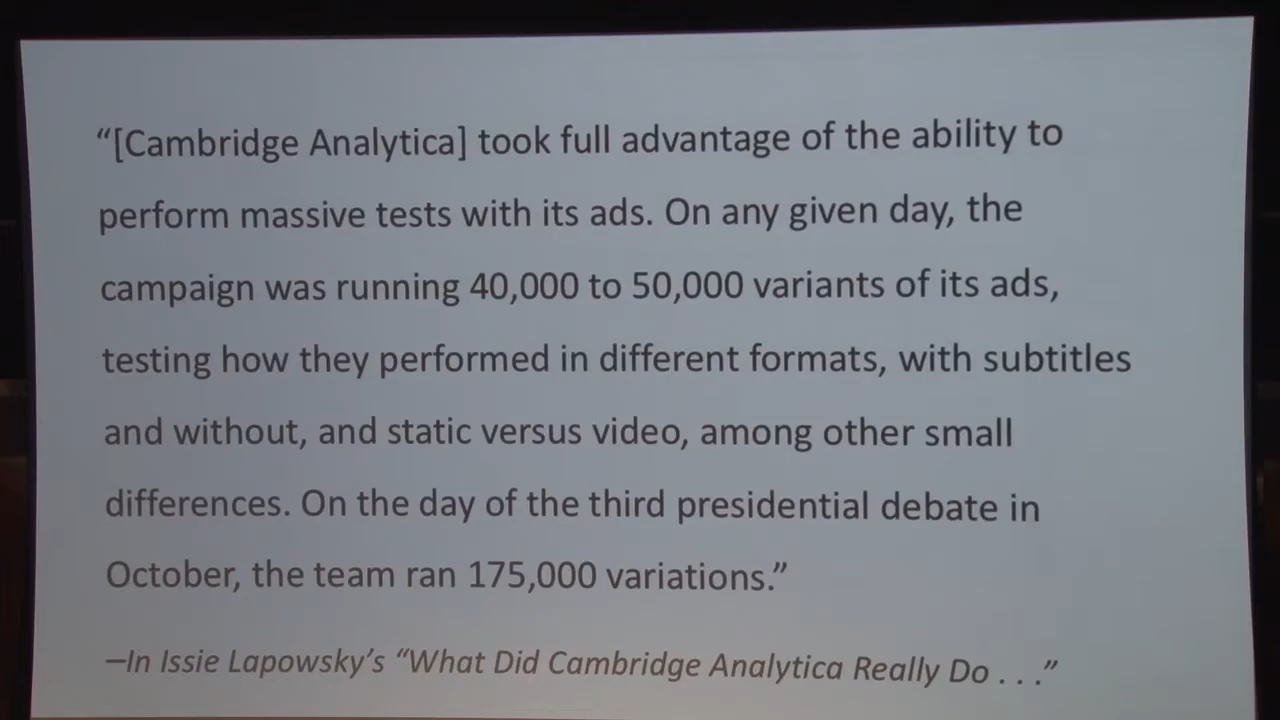 “[Cambridge Analytica] took full advantage of the ability to
perform massive tests with its ads. On any given day, the
campaign was running 40,000 to 50,000 variants of its ads,
testing how they performed in different formats, with subtitles
and without, and static versus video, among other small
differences. On the day of the third presidential debate in
October, the team ran 175,000 variations.”
–In Issie Lapowsky’s “What Did Cambridge Analytica Really Do . . .”